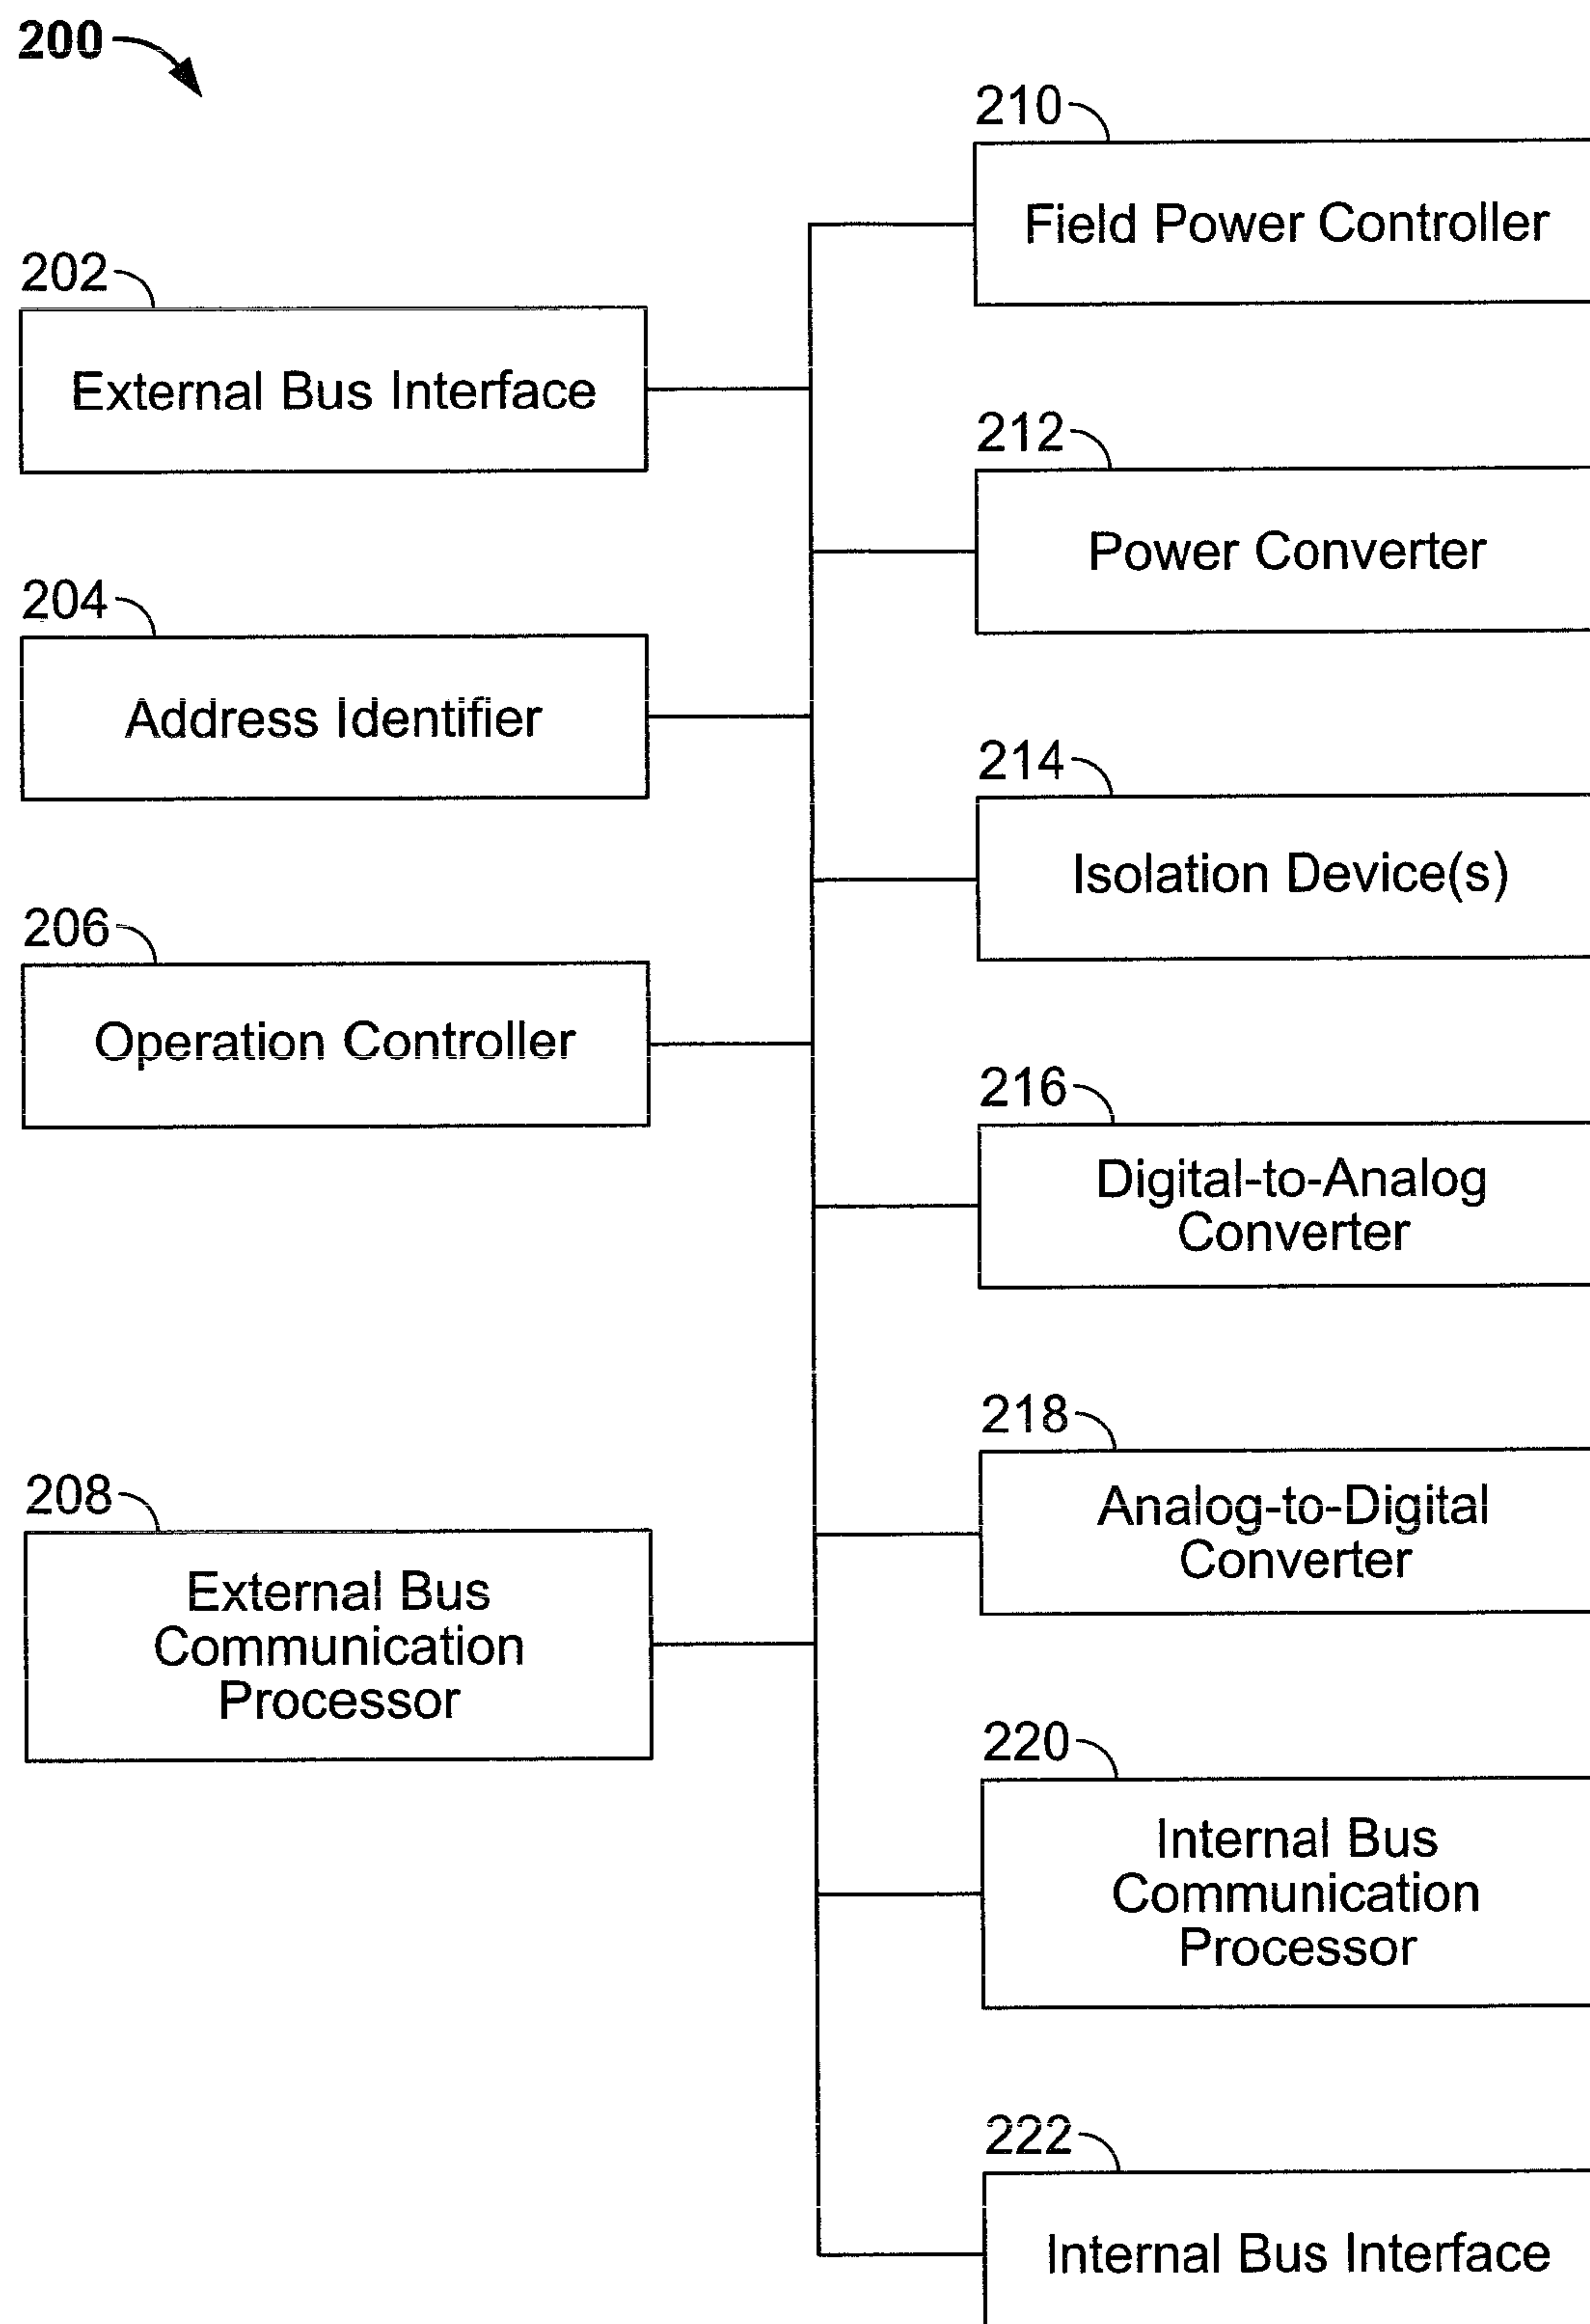 200
202
External Bus Interface
204
Address Identifier
206
Operation Controller
208
External Bus
Communication
Processor
210
Field Power Controller
212
Power Converter
214
Isolation Device(s)
216
Digital-to-Analog
Converter
218
Analog-to-Digital
Converter
220
Internal Bus
Communication
Processor
222
Internal Bus Interface